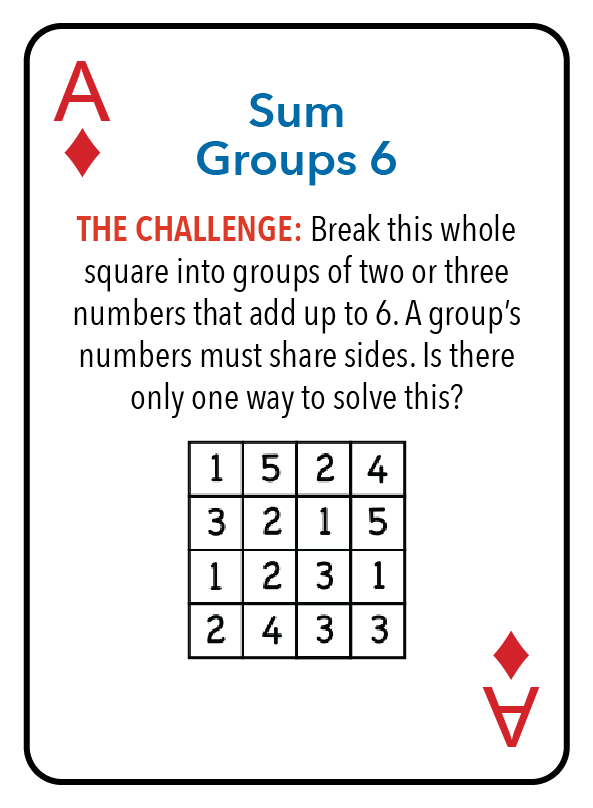 A
Sum
Groups 6
THE CHALLENGE: Break this whole
square into groups of two or three
numbers that add up to 6. A group’s
numbers must share sides. Is there
only one way to solve this?
1 5 2 4
3 2 1 5
1 2 3 1
2 4 3 3
A